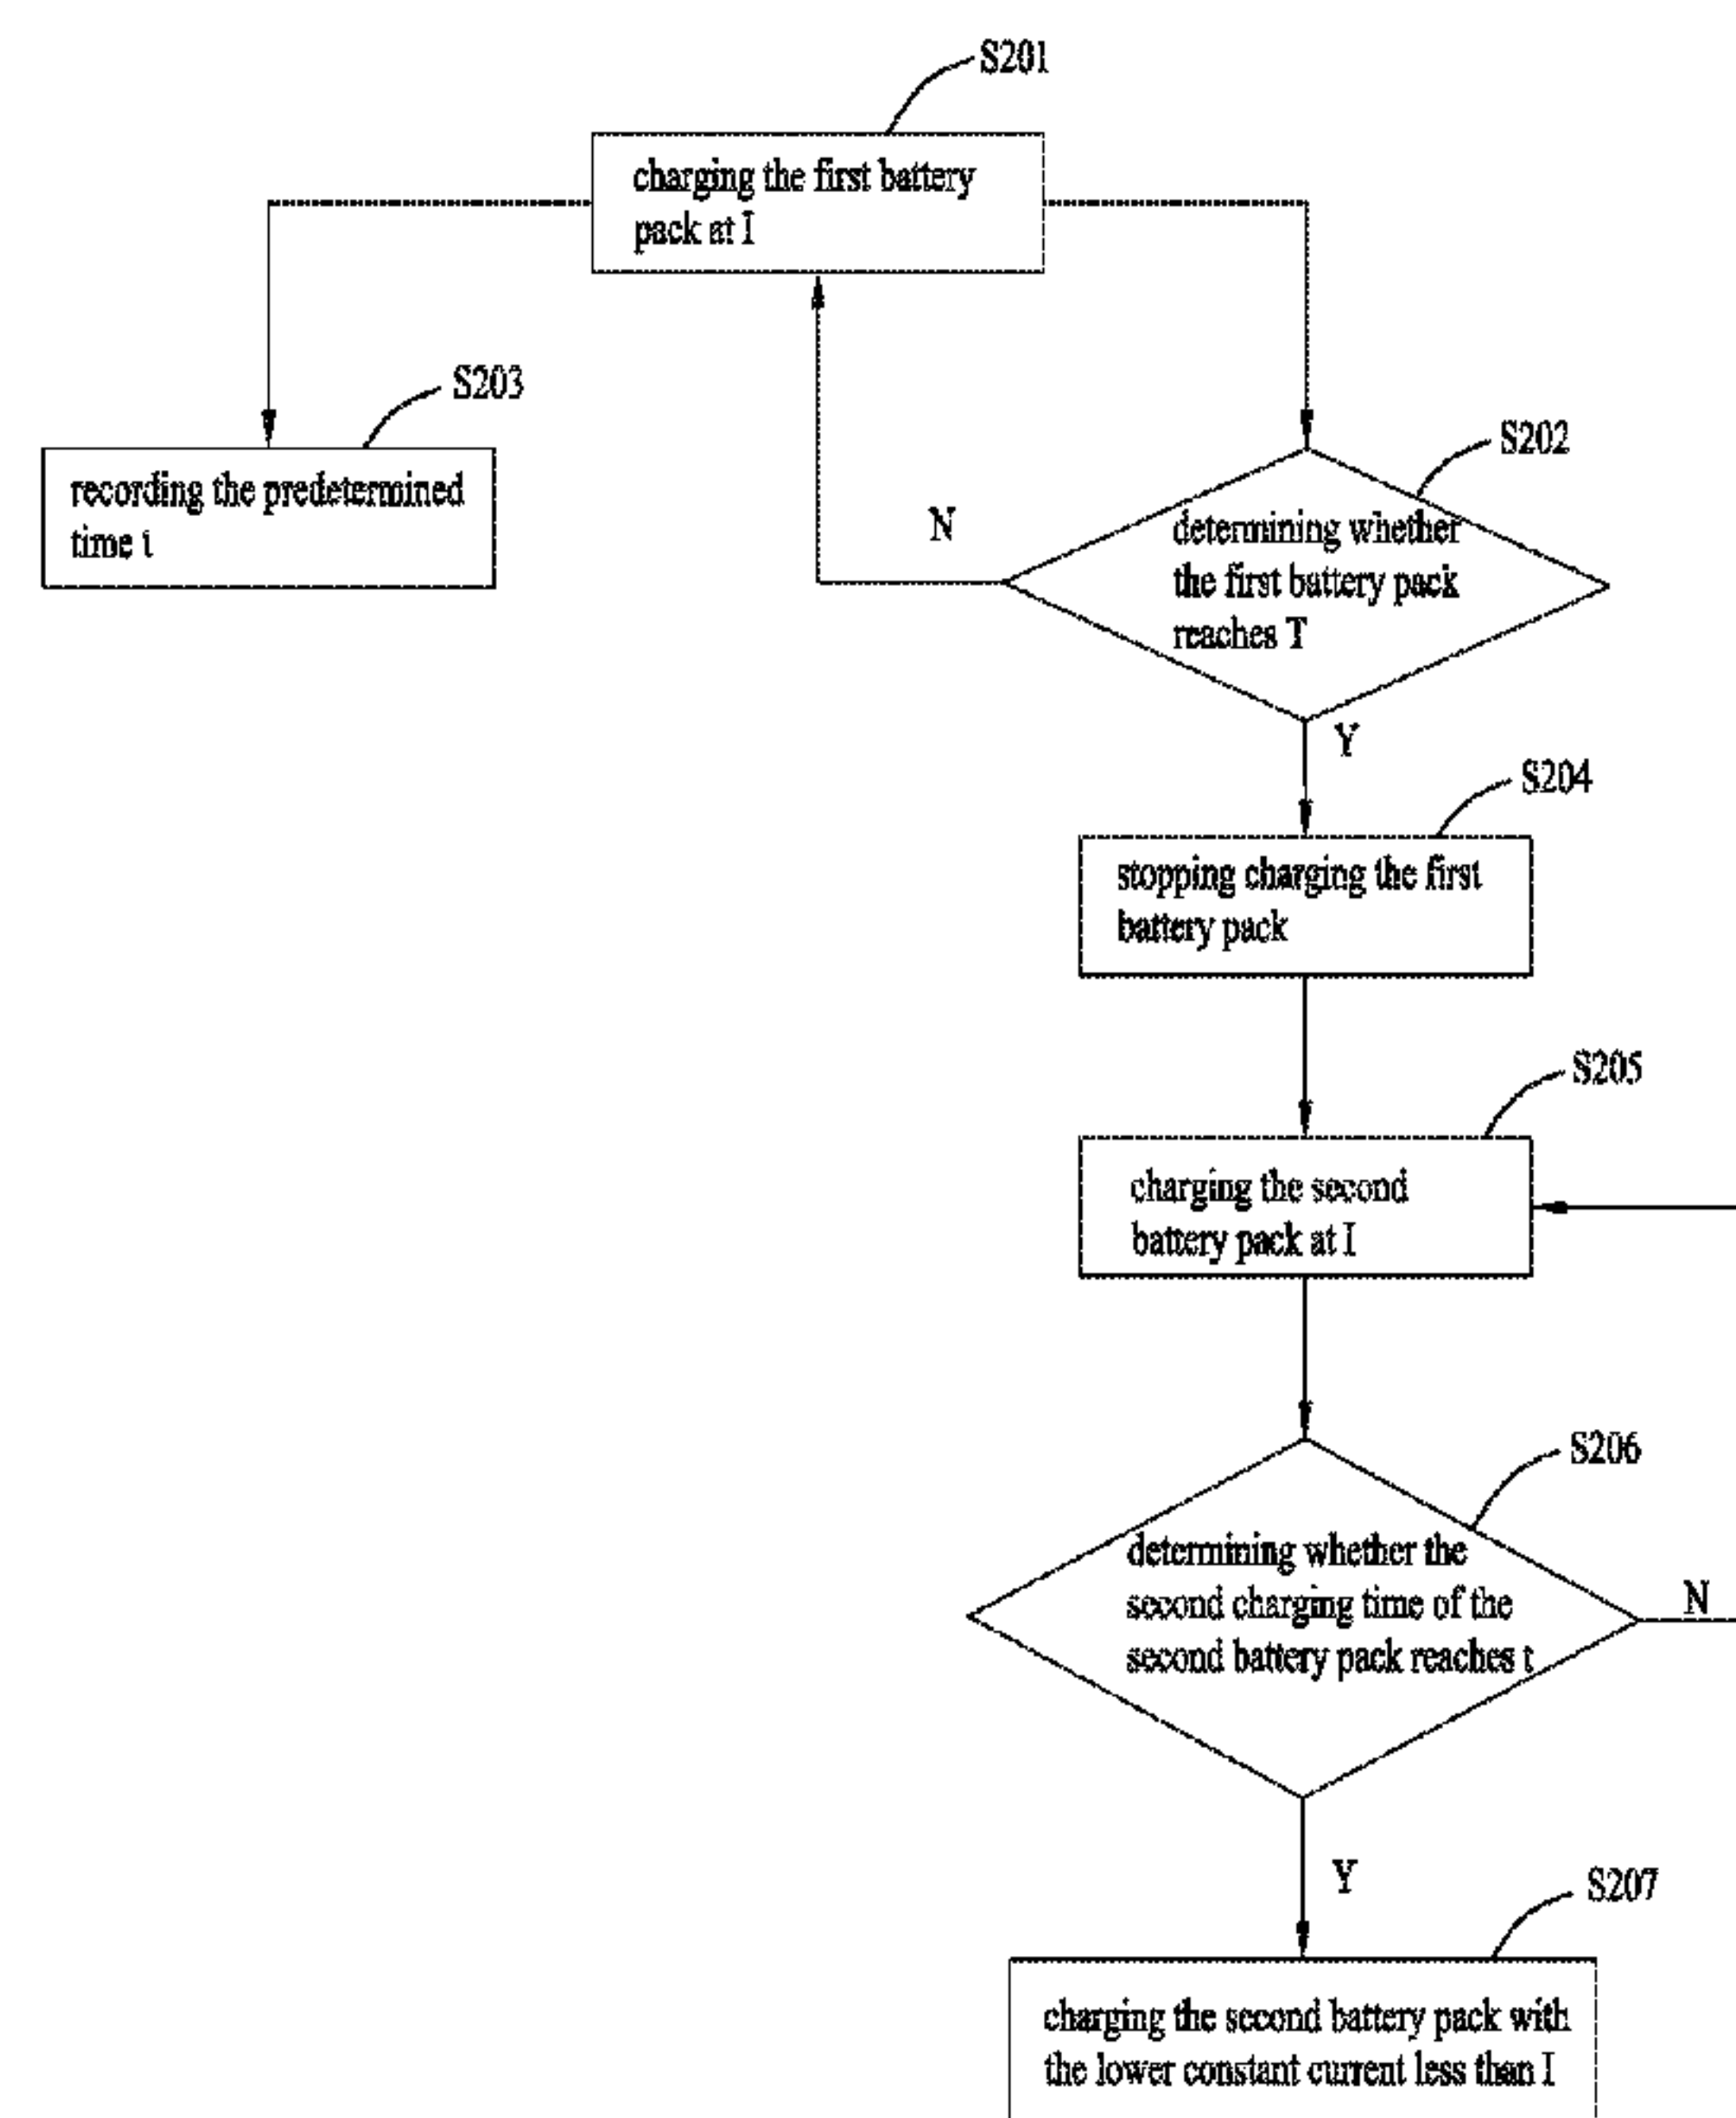 S201
charging the first battery
pack at I
S203
recording the predetermined
time t
S202
N
determining whether
the first battery pack
reaches T
Y
S204
stopping charging the first
battery pack
S205
charging the second
battery pack at I
S206
determining whether the
second charging time of the
second battery pack reaches t
N
Y
S207
charging the second battery pack with
the lower constant current less than I